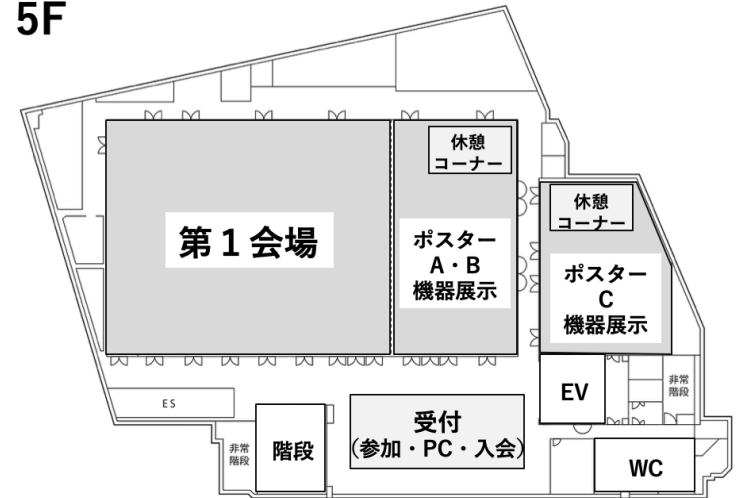 5F
休憩
コーナー
第1会場
ポスター
A・B
機器展示
休憩
コーナー
ポスター
C
機器展示
EV
非常
階段
ES
受付
(参加・PC・入会)
非常
階段
階段
WC